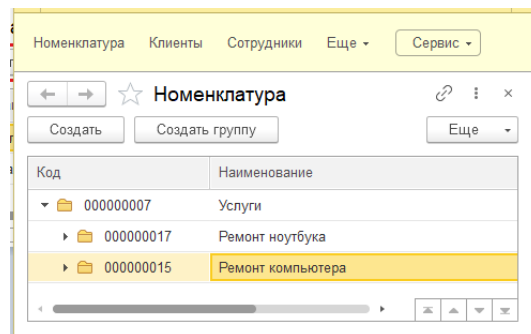 Номенклатура Клиенты Сотрудники Еще Сервис
Номенклатура
Создать Создать группу Еще
Код Наименование
000000007 Услуги
000000017 Ремонт ноутбука
000000015 Ремонт компьютера